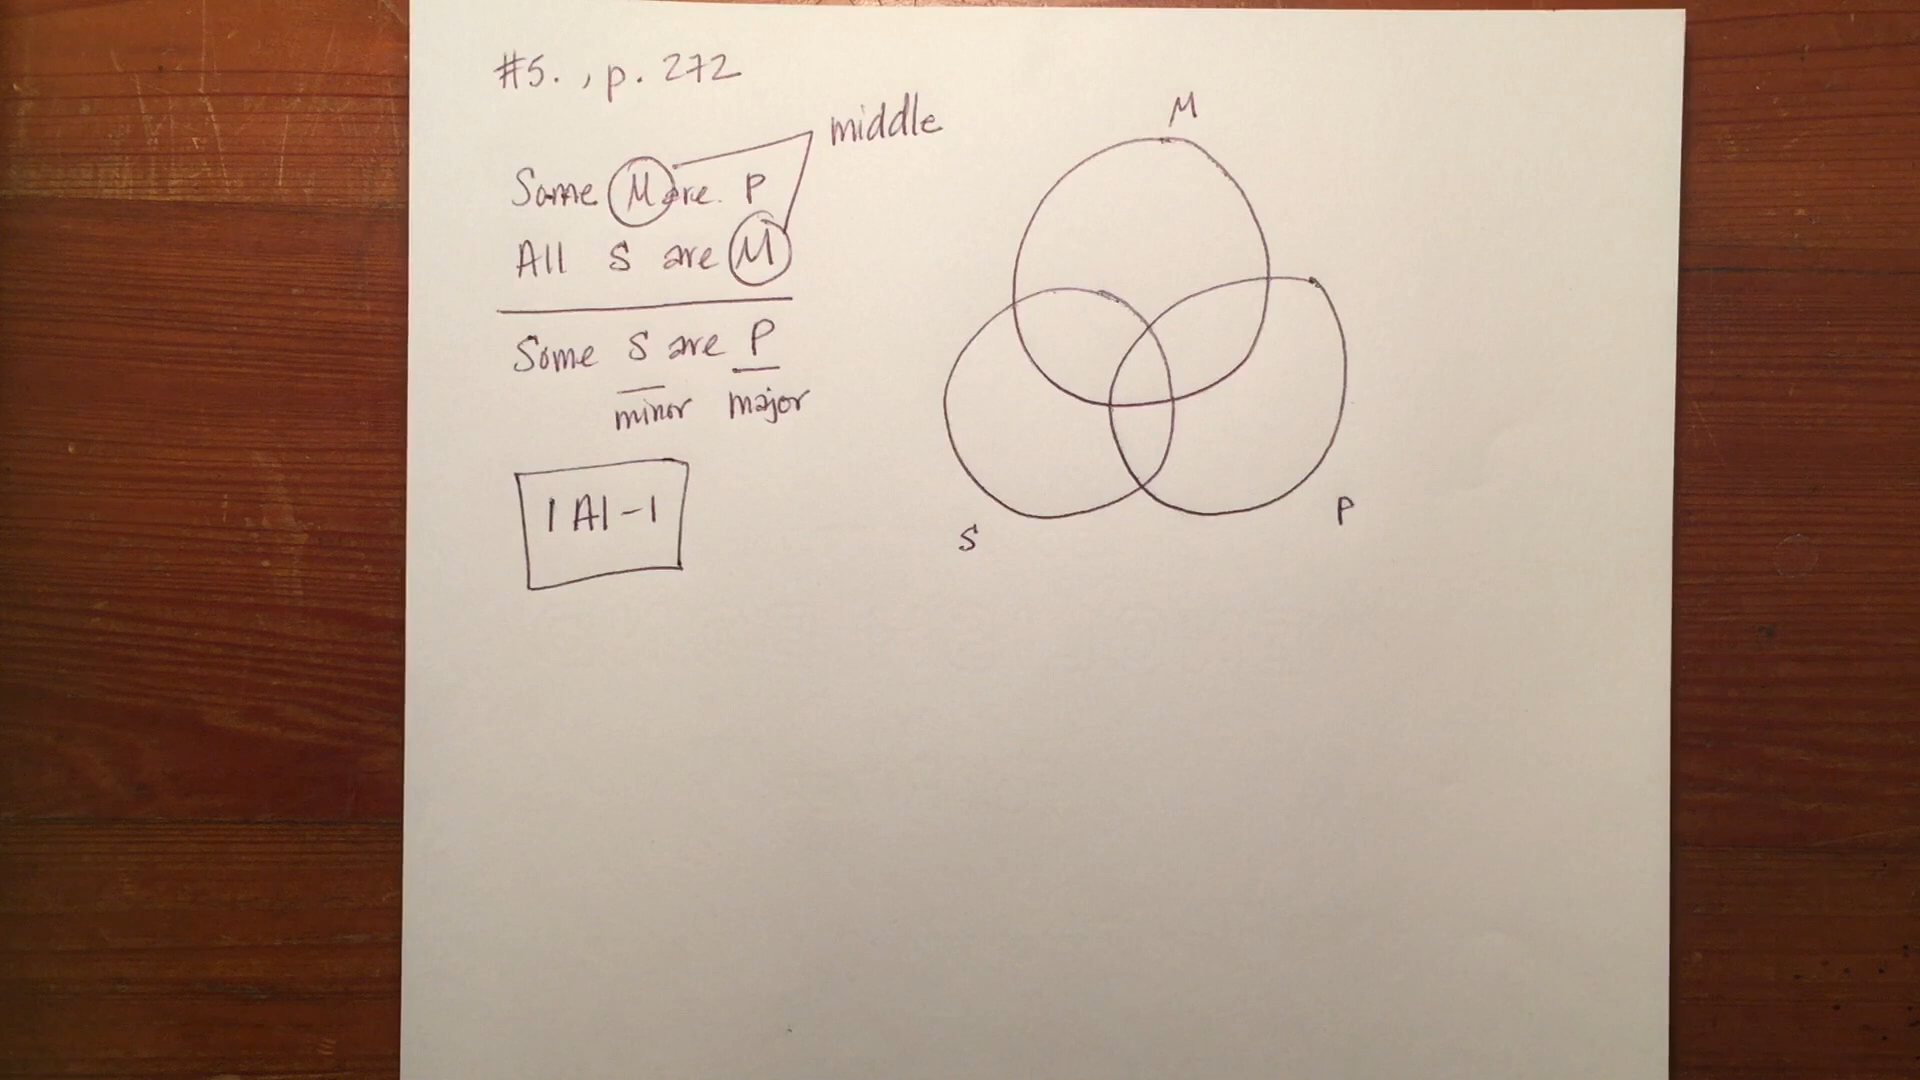 #5. , p. 272
middle
Some M are P
All S are M
Some S are P
minor major
IAI-1
M
S
P